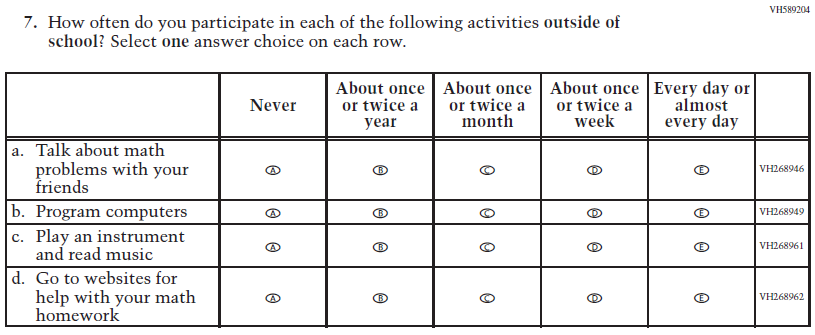 VH589204
7. How often do you participate in each of the following activities outside of
school? Select one answer choice on each row.
Never
About once
or twice a
year
About once
or twice a
month
About once
or twice a
week
Every day or
almost
every day
a. Talk about math
problems with your
friends
A B C D E VH268946
b. Program computers A B C D E VH268949
c. Play an instrument
and read music
A B C D E VH268961
d. Go to websites for
help with your math
homework
A B C D E VH268962